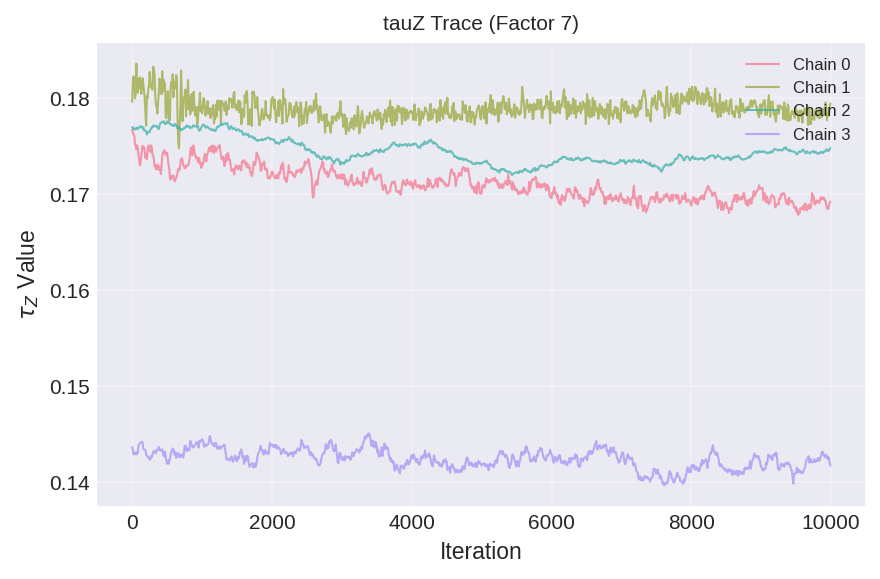 tauZ Trace (Factor 7)
Chain 0
Chain 1
Chain 2
Chain 3
0.18
0.17
0.16
0.15
0.14
τZ Value
0 2000 4000 6000 8000 10000
Iteration